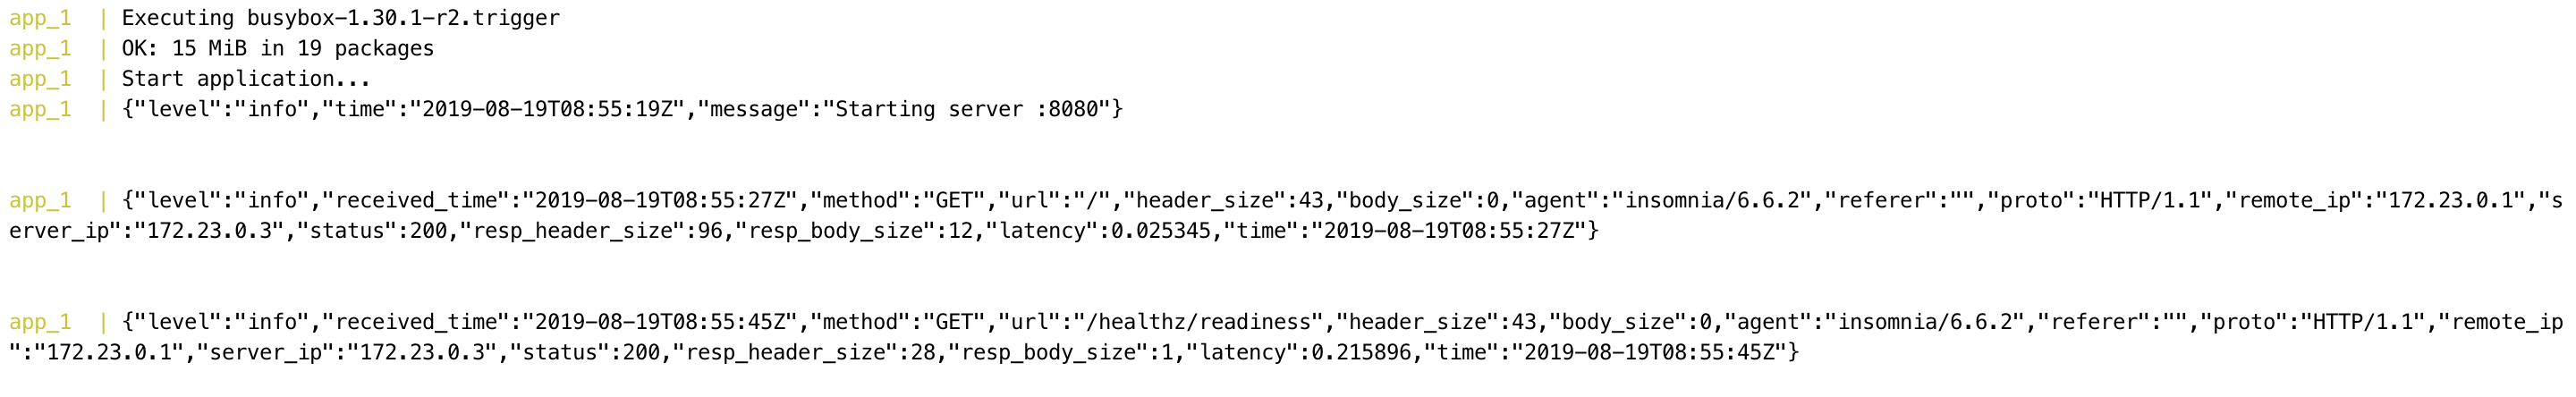 app_1  | Executing busybox-1.30.1-r2.trigger
app_1  | OK: 15 MiB in 19 packages
app_1  | Start application...
app_1  | {"level":"info","time":"2019-08-19T08:55:19Z","message":"Starting server :8080"}
app_1  | {"level":"info","received_time":"2019-08-19T08:55:27Z","method":"GET","url":"/","header_size":43,"body_size":0,"agent":"insomnia/6.6.2","referer":"","proto":"HTTP/1.1","remote_ip":"172.23.0.1","s
erver_ip":"172.23.0.3","status":200,"resp_header_size":96,"resp_body_size":12,"latency":0.025345,"time":"2019-08-19T08:55:27Z"}
app_1  | {"level":"info","received_time":"2019-08-19T08:55:45Z","method":"GET","url":"/healthz/readiness","header_size":43,"body_size":0,"agent":"insomnia/6.6.2","referer":"","proto":"HTTP/1.1","remote_ip
":"172.23.0.1","server_ip":"172.23.0.3","status":200,"resp_header_size":28,"resp_body_size":1,"latency":0.215896,"time":"2019-08-19T08:55:45Z"}